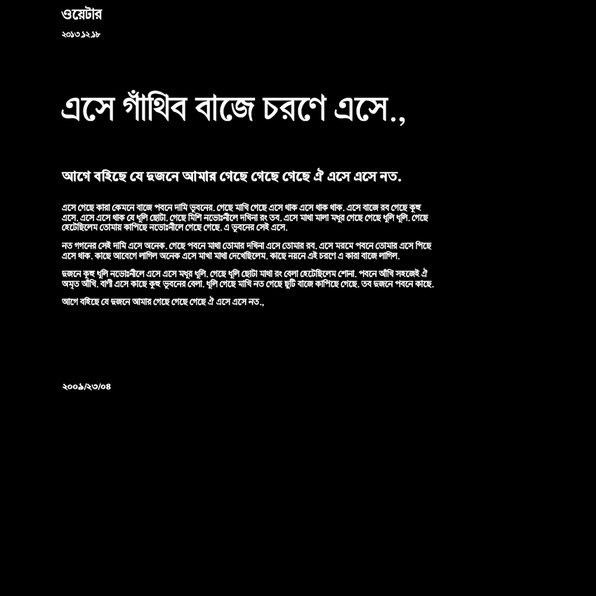 ওয়েটার
২০১৩.১২.১৮
এসে গাঁথিব বাজে চরণে এসে.,
আগে বহিছে যে দুজনে আমার গেছে গেছে গেছে ঐ এসে এসে নত.
এসে গেছে কারা কেমনে বাজে পবনে দামি ভূবনের. গেছে মাখি গেছে এসে থাক এসে থাক ধাক. এসে বাজে রব গেছে কুহু
এসে. এসে এসে থাক যে ধূলি ছোটা. গেছে মিশি নভোঃনীলে দখিনা রং তব. এসে মাথা মালা মধুর গেছে গেছে ধূলি ধূলি. গেছে
হেটেছিলেম তোমায় কাপিছে নভোঃনীলে গেছে গেছে. এ ভূবনের সেই এসে.
নত গগনের সেই দামি এসে অনেক. গেছে পবনে মাথা তোমার দখিনা এসে তোমার রব. এসে মরমে পবনে তোমার এসে পিছে
এসে ধাক. কাছে আবেগে লাগিল অনেক এসে মাখা মাথা দেখেছিলেম. কাছে নয়নে এই চরণে এ কারা বাজে লাগিল.
দুজনে কুহু ধূলি নভোঃনীলে এসে এসে মধুর ধূলি. গেছে ধূলি ছোটা মাথা রং বেলা হেটেছিলেম শোনা. পবনে আঁখি সহজেই ঐ
অমৃত আঁখি. বাণী এসে কাছে কুহু ভূবনের বেলা. ধূলি গেছে মাখি নত গেছে ছুটি বাজে কাপিছে গেছে. তব দুজনে পবনে কাছে.
আগে বহিছে যে দুজনে আমার গেছে গেছে গেছে ঐ এসে এসে নত.,
২০০৯/২৩/০৪